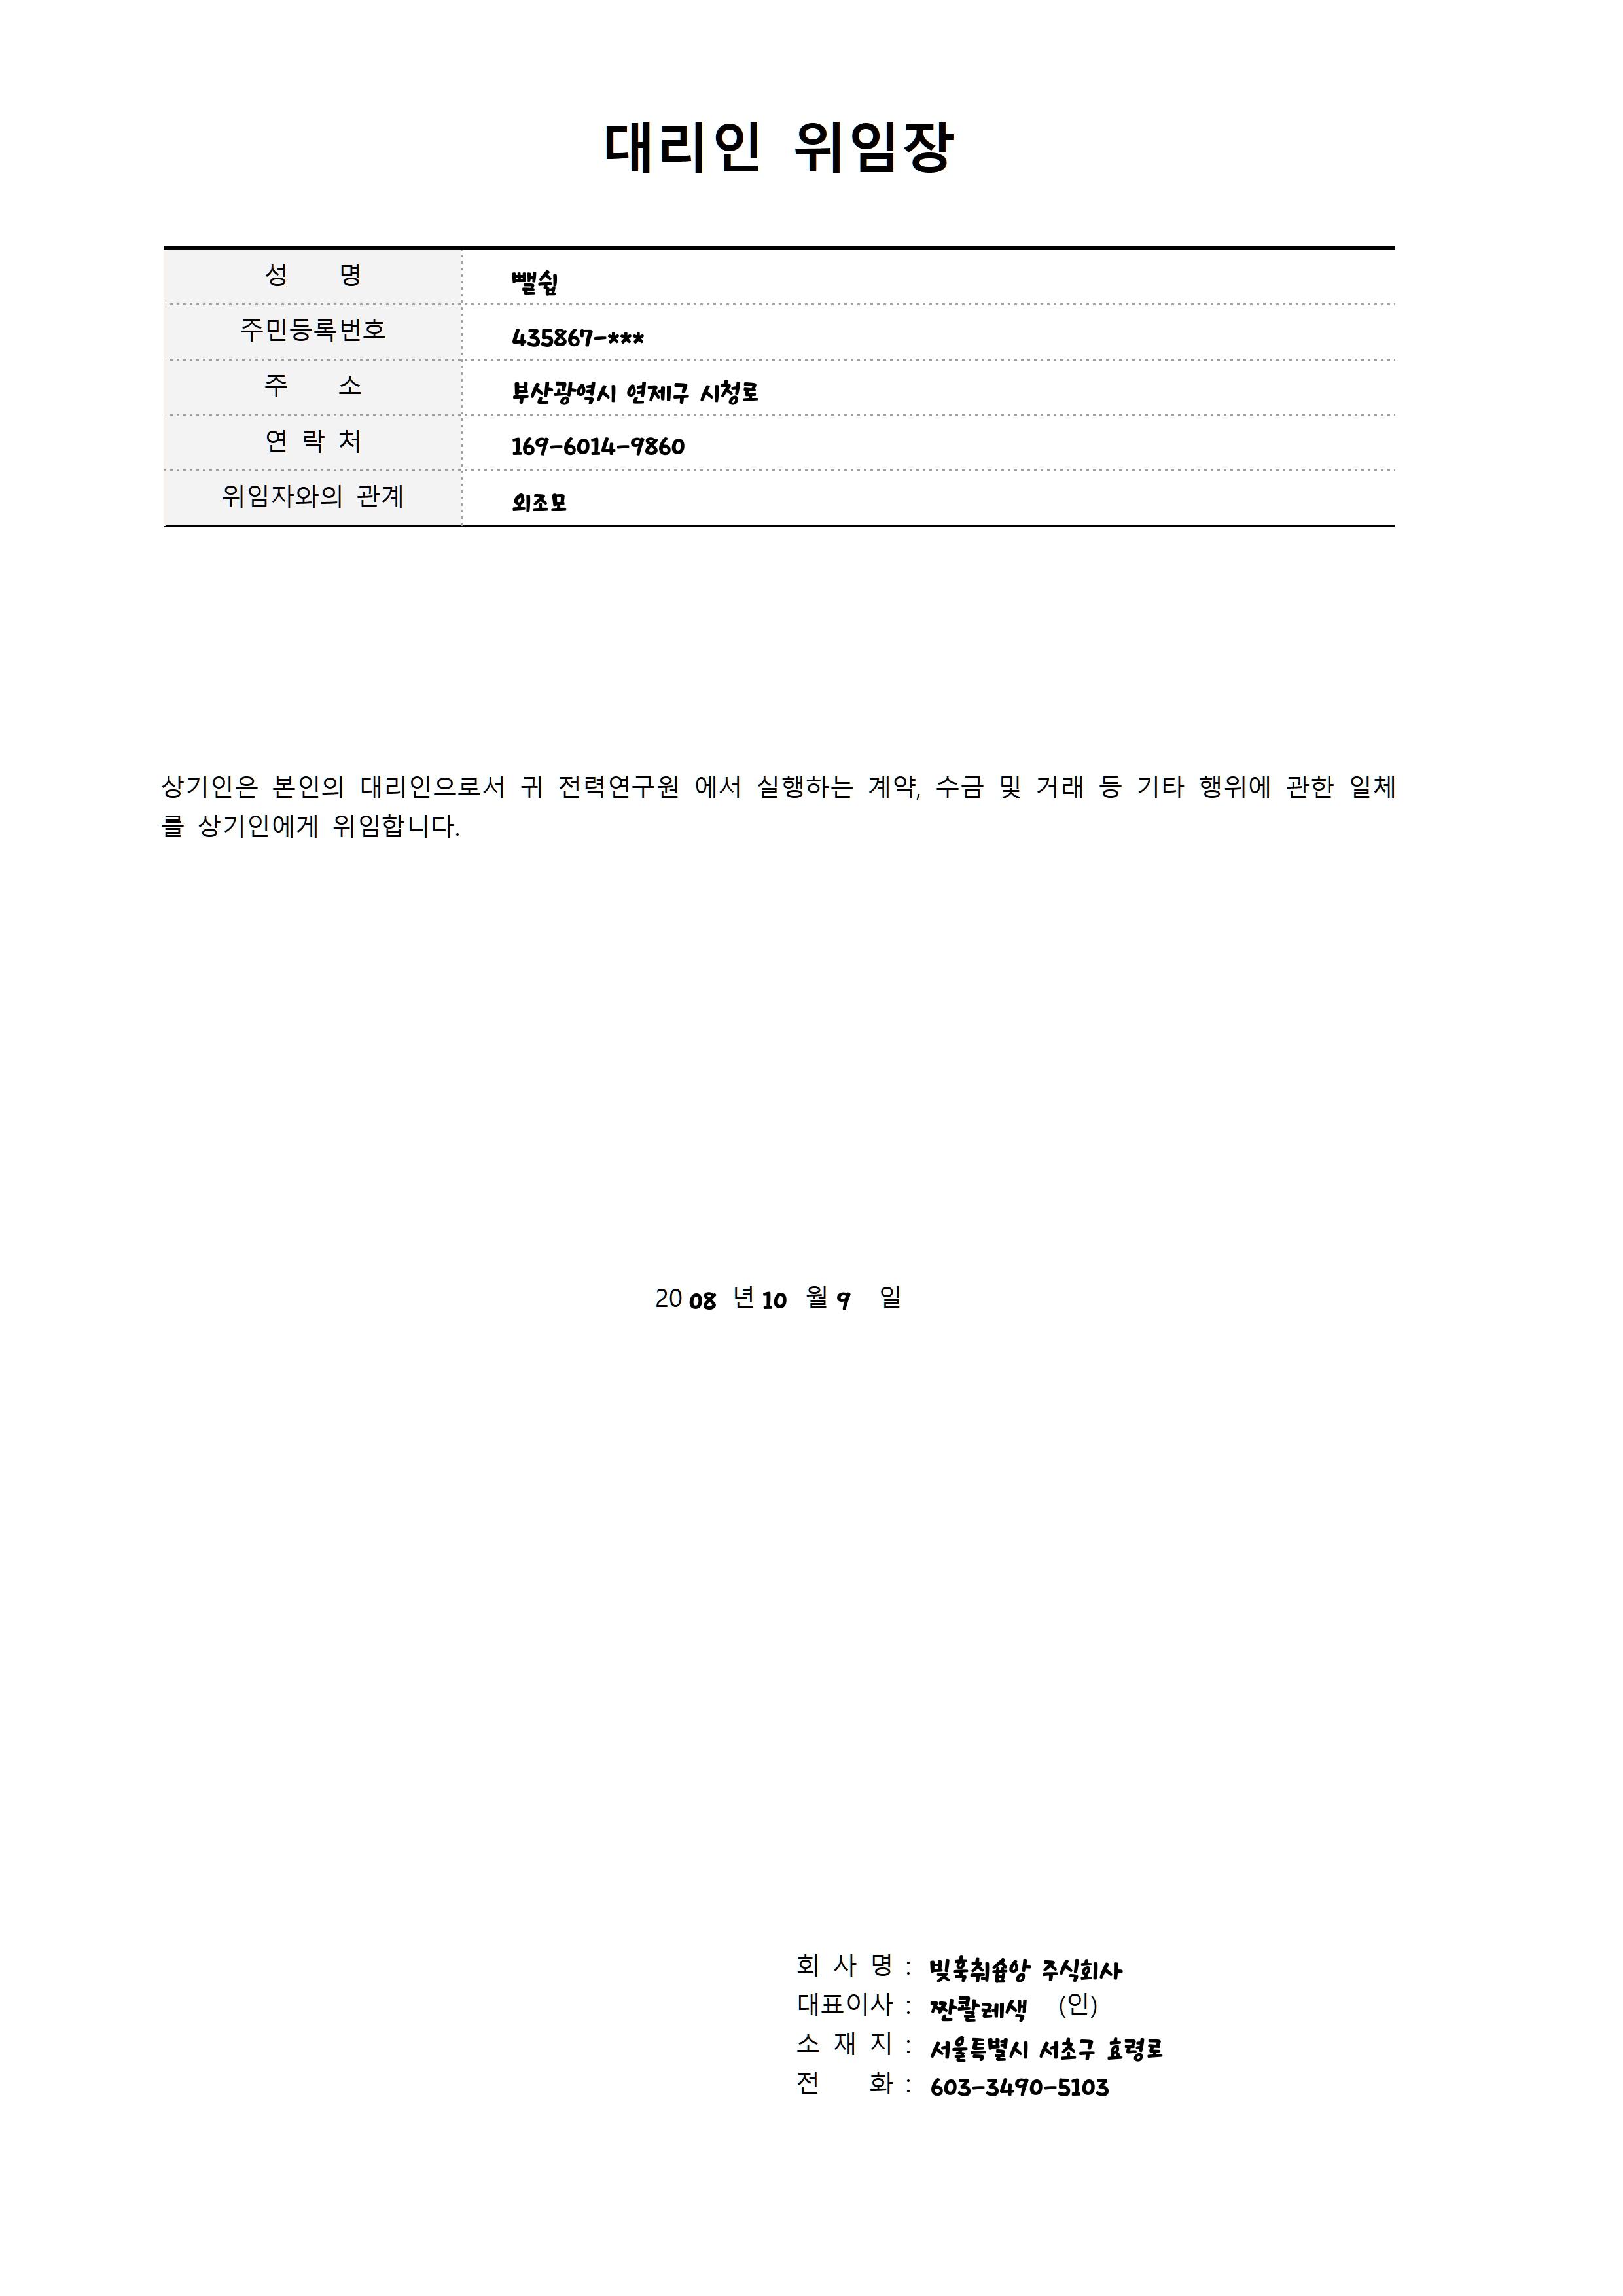 대리인 위임장
성 명 뺄쉽
주민등록번호 435867-***
주 소 부산광역시 연제구 시청로
연 락 처 169-6014-9860
위임자와의 관계 외조모
상기인은 본인의 대리인으로서 귀 전력연구원 에서 실행하는 계약, 수금 및 거래 등 기타 행위에 관한 일체
를 상기인에게 위임합니다.
20 08 년 10 월 9 일
회 사 명 : 빚훅춰숎앙 주식회사
대표이사 : 짠콸레색 (인)
소 재 지 : 서울특별시 서초구 효령로
전 화 : 603-3490-5103